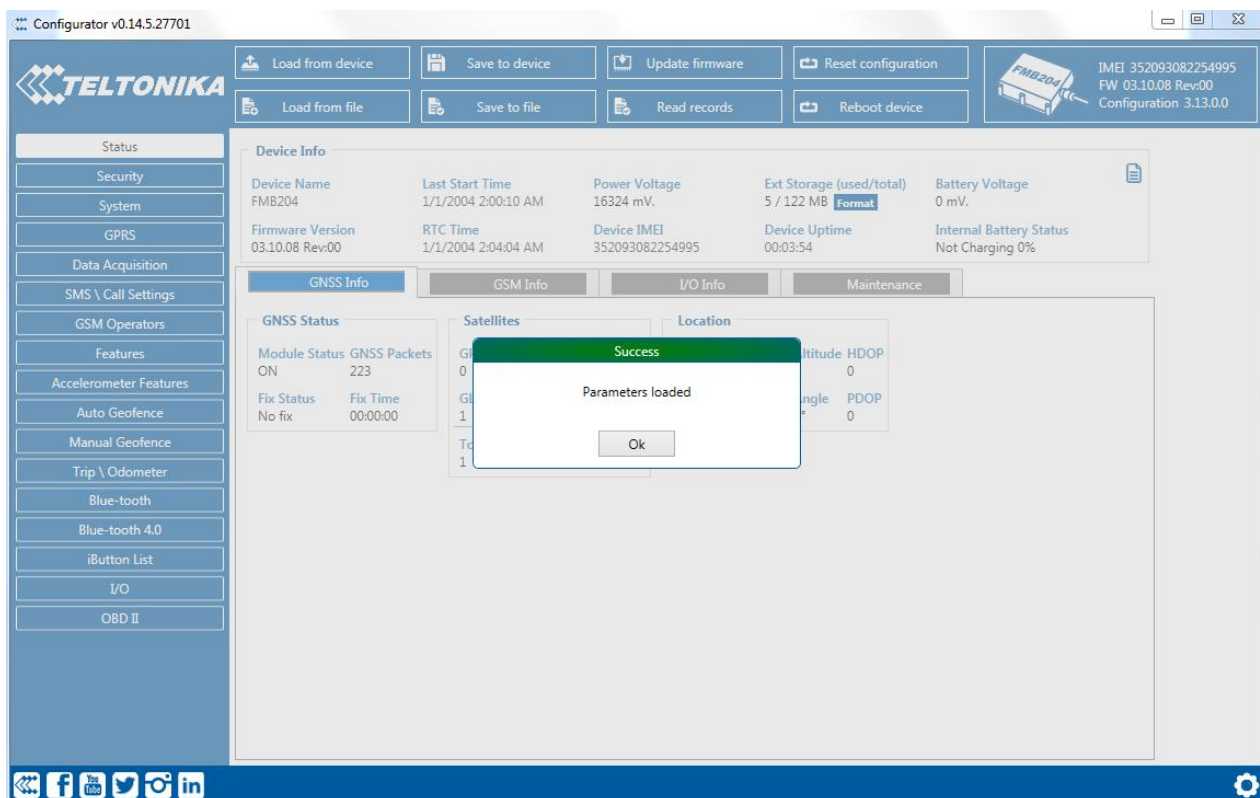 Configurator v0.14.5.27701
TELTONIKA
Load from device
Save to device
Update firmware
Reset configuration
Load from file
Save to file
Read records
Reboot device
FMB204
IMEI 352093082254995
FW 03.10.08 Rev:00
Configuration 3.13.0.0
Status
Security
System
GPRS
Data Acquisition
SMS \ Call Settings
GSM Operators
Features
Accelerometer Features
Auto Geofence
Manual Geofence
Trip \ Odometer
Blue-tooth
Blue-tooth 4.0
iButton List
I/O
OBD II
Device Info
Device Name Last Start Time Power Voltage Ext Storage (used/total) Battery Voltage
FMB204 1/1/2004 2:00:10 AM 16324 mV. 5 / 122 MB Format 0 mV.
Firmware Version RTC Time Device IMEI Device Uptime Internal Battery Status
03.10.08 Rev:00 1/1/2004 2:04:04 AM 352093082254995 00:03:54 Not Charging 0%
GNSS Info GSM Info I/O Info Maintenance
GNSS Status
Module Status GNSS Packets
ON 223
Fix Status Fix Time
No fix 00:00:00
Satellites
0
1
1
Location
HDOP
0
PDOP
° 0
Success
Parameters loaded
Ok
You Tube
in